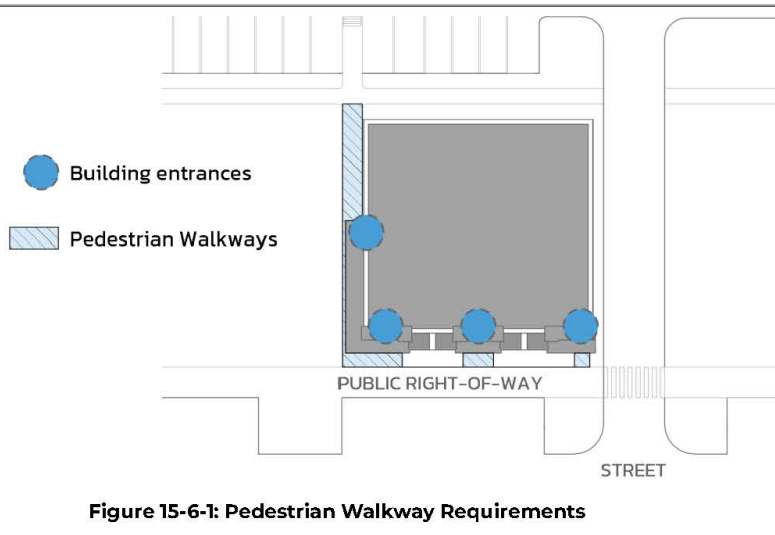 Building entrances
Pedestrian Walkways
PUBLIC RIGHT-OF-WAY
STREET
Figure 15-6-1: Pedestrian Walkway Requirements